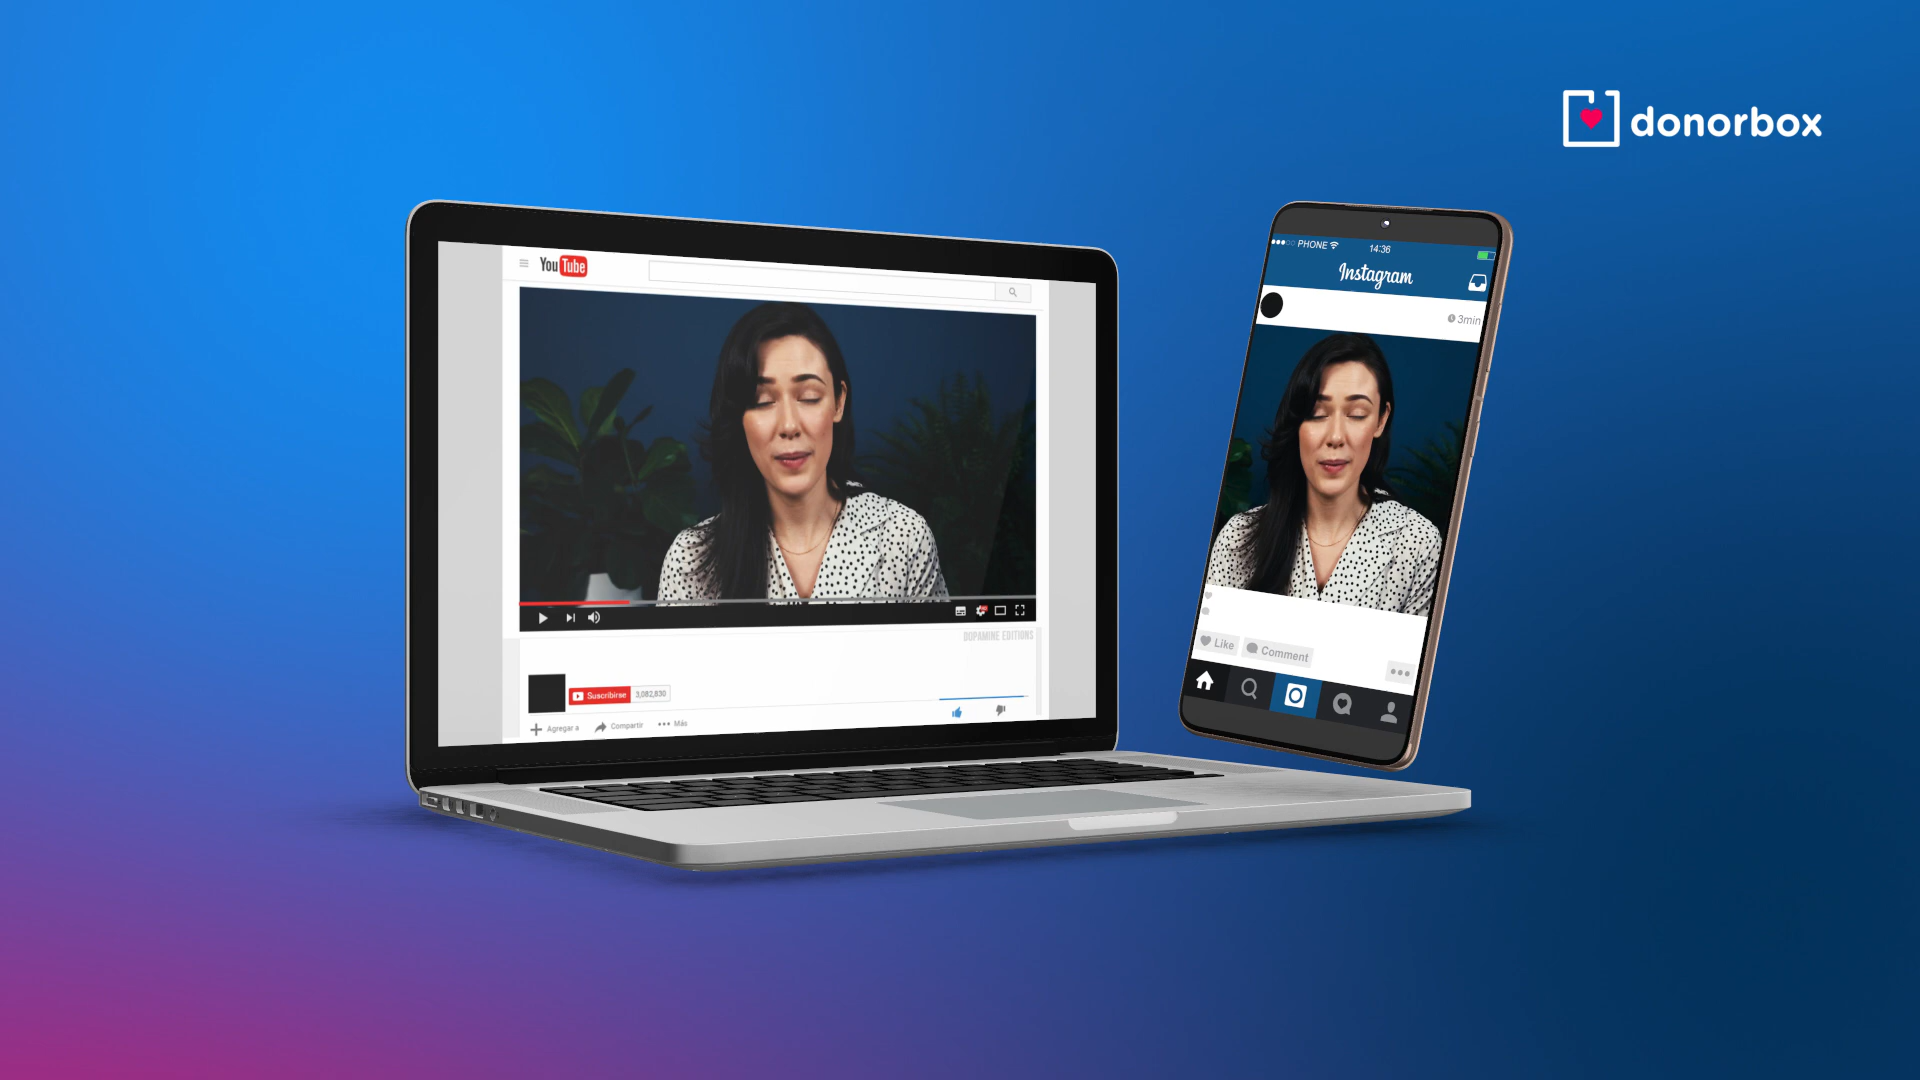 donorbox
YouTube
DOPAMINE EDITIONS
Suscribirse 3,082,830
Agregar a Compartir Más
PHONE 14:36
Instagram
3min
Like Comment